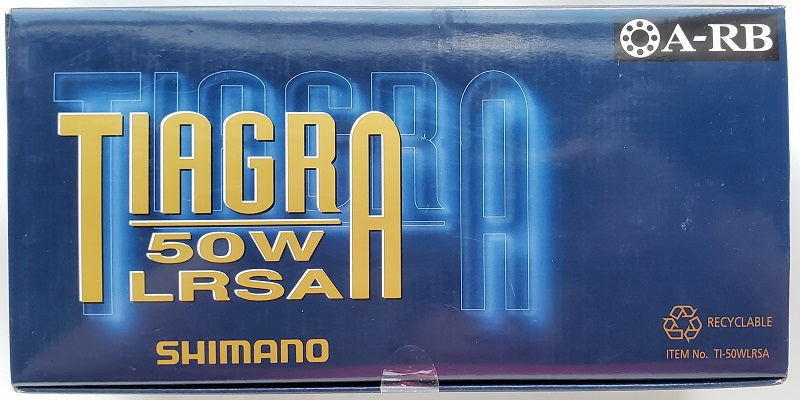 A-RB
TIAGRA
TIAGRA
50W
LRSA
SHIMANO
RECYCLABLE
ITEM No. TI-50WLRSA